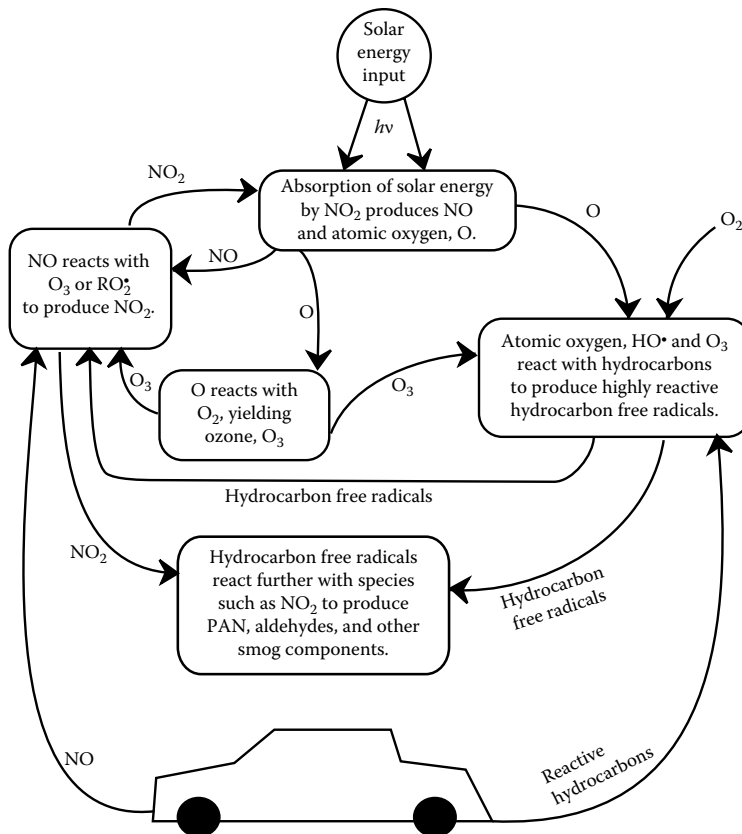 Solar
energy
input
hν
NO₂
Absorption of solar energy
by NO₂ produces NO
and atomic oxygen, O.
O
O₂
NO
NO reacts with
O₃ or RO₂•
to produce NO₂.
O
Atomic oxygen, HO• and O₃
react with hydrocarbons
to produce highly reactive
hydrocarbon free radicals.
O₃
O reacts with
O₂, yielding
ozone, O₃
O₃
Hydrocarbon free radicals
NO₂
Hydrocarbon free radicals
react further with species
such as NO₂ to produce
PAN, aldehydes, and other
smog components.
Hydrocarbon
free radicals
NO
Reactive
hydrocarbons